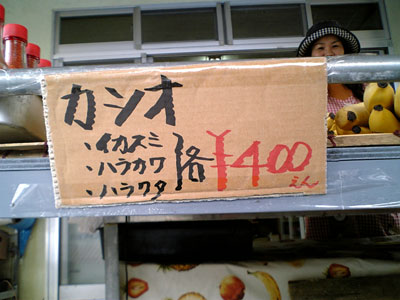 カシオ
・イカスミ
・ハラカワ
・ハラワタ
各 ¥400
えん